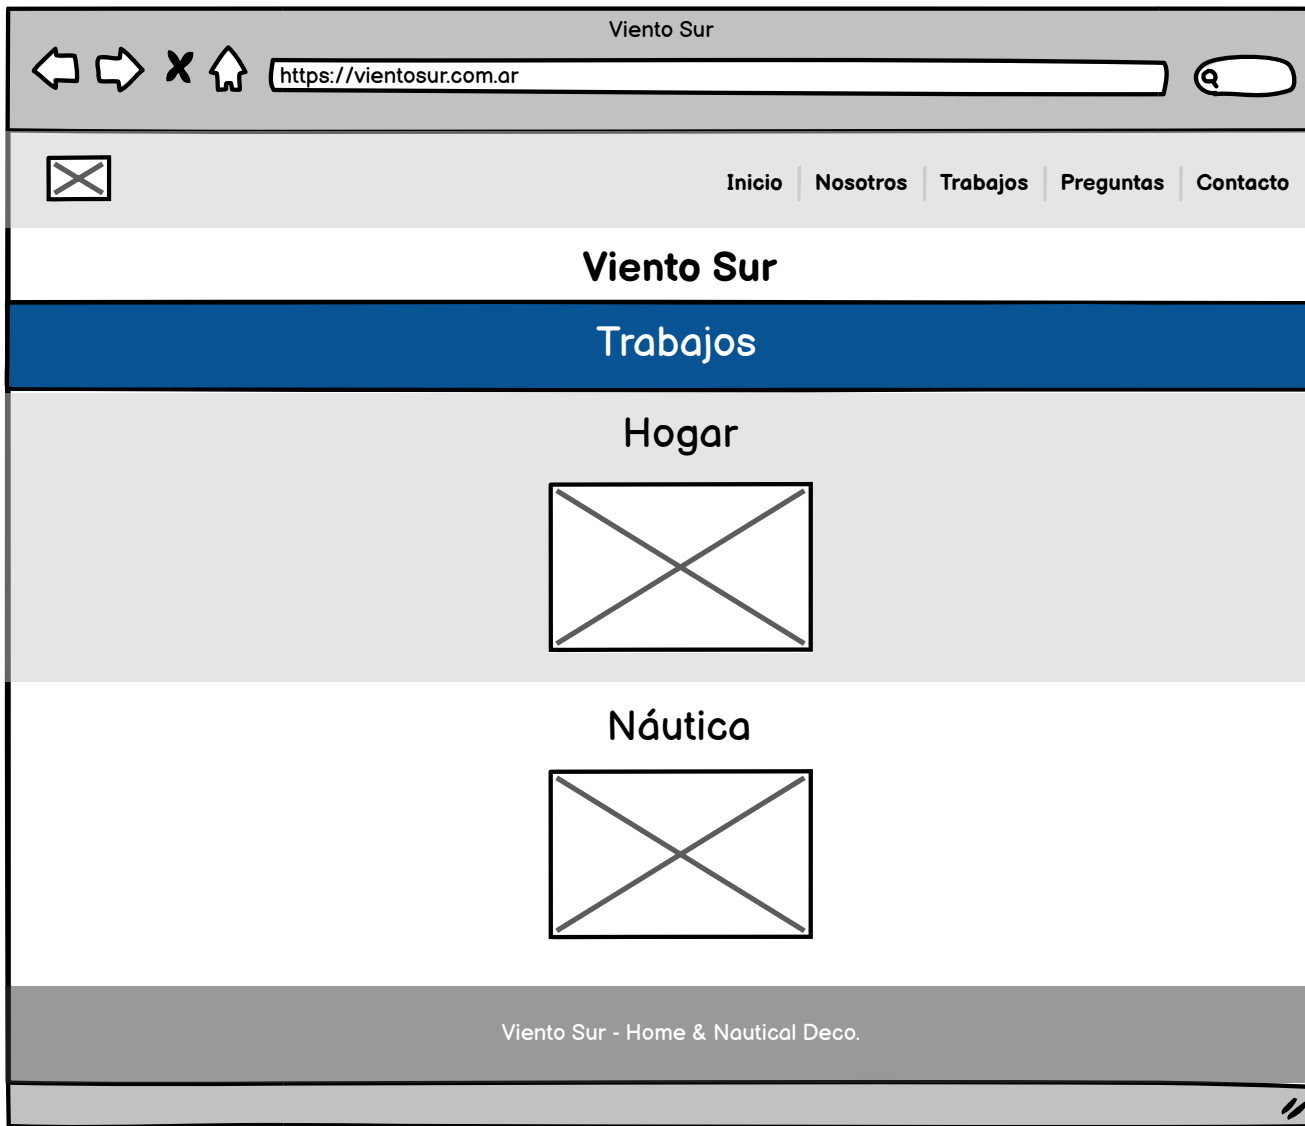 Viento Sur
https://vientosur.com.ar
Inicio Nosotros Trabajos Preguntas Contacto
Viento Sur
Trabajos
Hogar
Náutica
Viento Sur - Home & Nautical Deco.